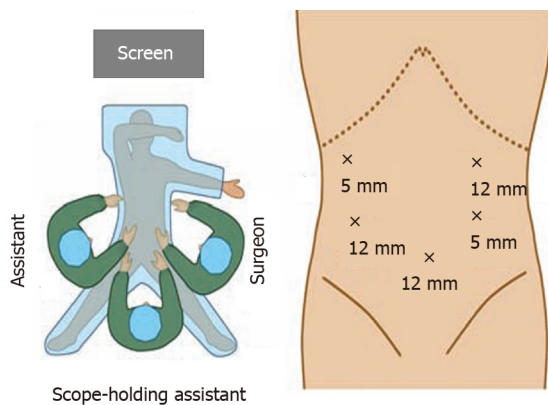 Screen
Assistant
Surgeon
Scope-holding assistant
5 mm
12 mm
12 mm
5 mm
12 mm